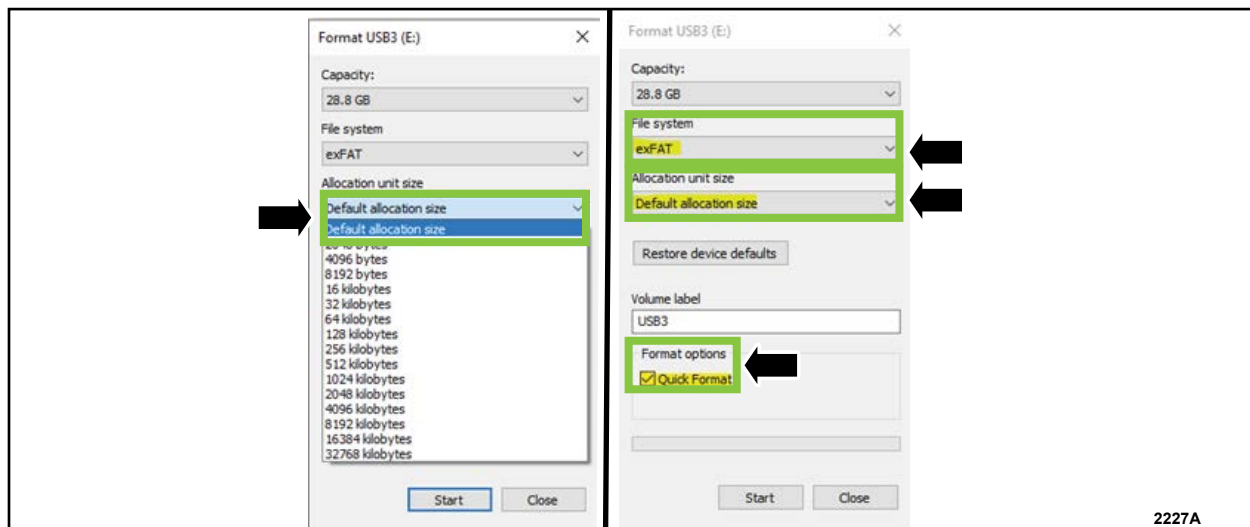 Format USB3 (E:)
Capacity:
28.8 GB
File system
exFAT
Allocation unit size
Default allocation size
Default allocation size
2048 bytes
4096 bytes
8192 bytes
16 kilobytes
32 kilobytes
64 kilobytes
128 kilobytes
256 kilobytes
512 kilobytes
1024 kilobytes
2048 kilobytes
4096 kilobytes
8192 kilobytes
16384 kilobytes
32768 kilobytes
Start Close
Format USB3 (E:)
Capacity:
28.8 GB
File system
exFAT
Allocation unit size
Default allocation size
Restore device defaults
Volume label
USB3
Format options
Quick Format
Start Close
2227A